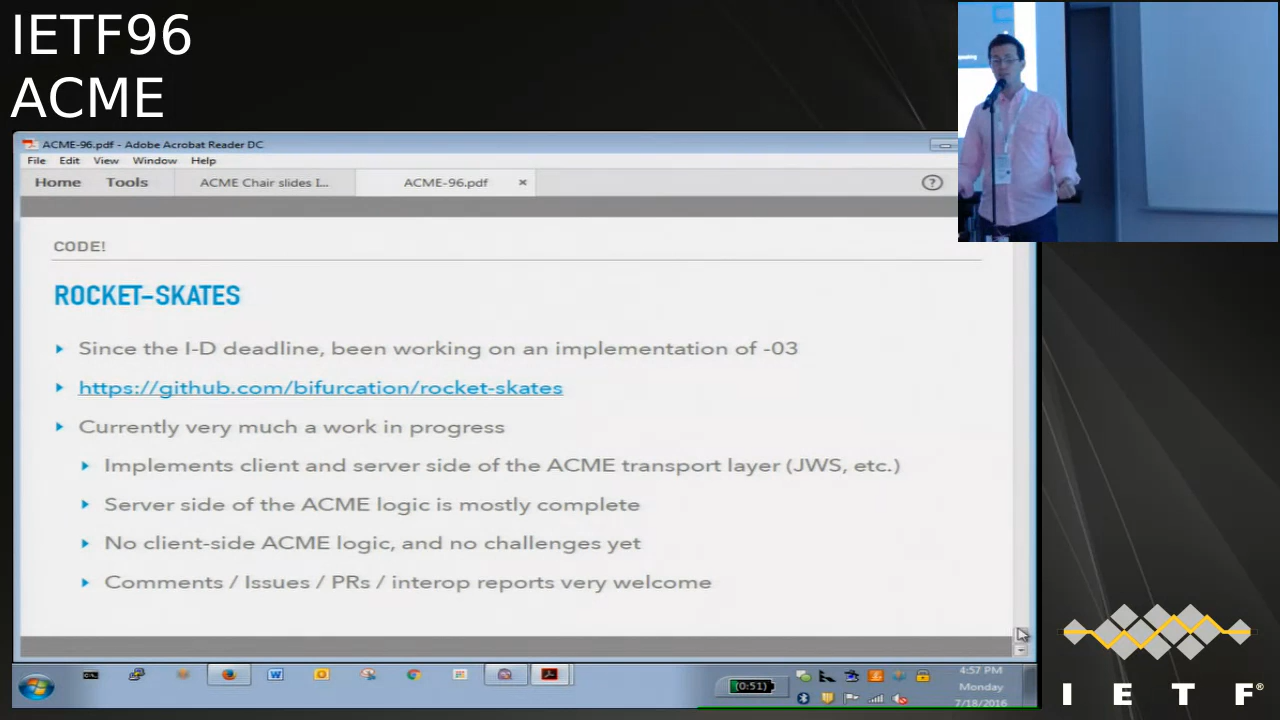 IETF96
ACME
ACME-96.pdf - Adobe Acrobat Reader DC
File Edit View Window Help
Home Tools ACME Chair slides I... ACME-96.pdf × ?
CODE!
ROCKET-SKATES
Since the I-D deadline, been working on an implementation of -03
https://github.com/bifurcation/rocket-skates
Currently very much a work in progress
Implements client and server side of the ACME transport layer (JWS, etc.)
Server side of the ACME logic is mostly complete
No client-side ACME logic, and no challenges yet
Comments / Issues / PRs / interop reports very welcome
(0:51)
4:57 PM
Monday
7/18/2016
I E T F®